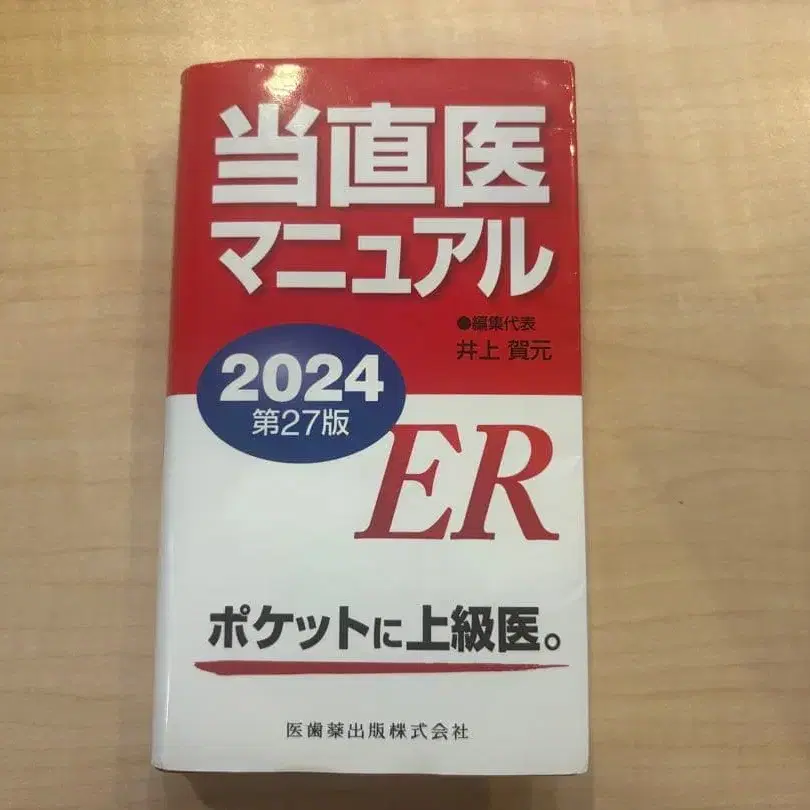 当直医
マニュアル
●編集代表
井上 賀元
2024
第27版
ER
ポケットに上級医。
医歯薬出版株式会社